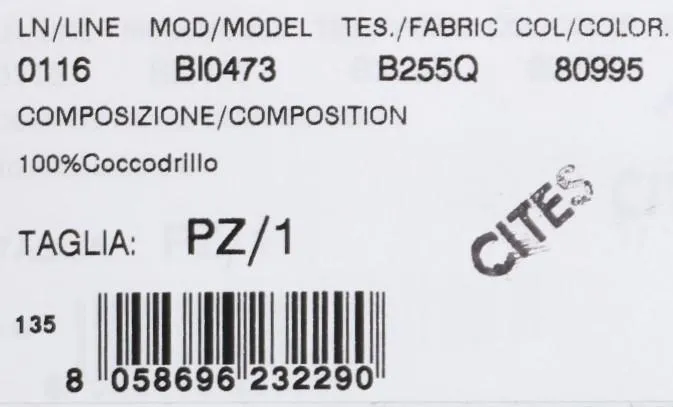 LN/LINE MOD/MODEL TES./FABRIC COL/COLOR.
0116 BI0473 B255Q 80995
COMPOSIZIONE/COMPOSITION
100%Coccodrillo
CITES
TAGLIA: PZ/1
135
8 058696 232290